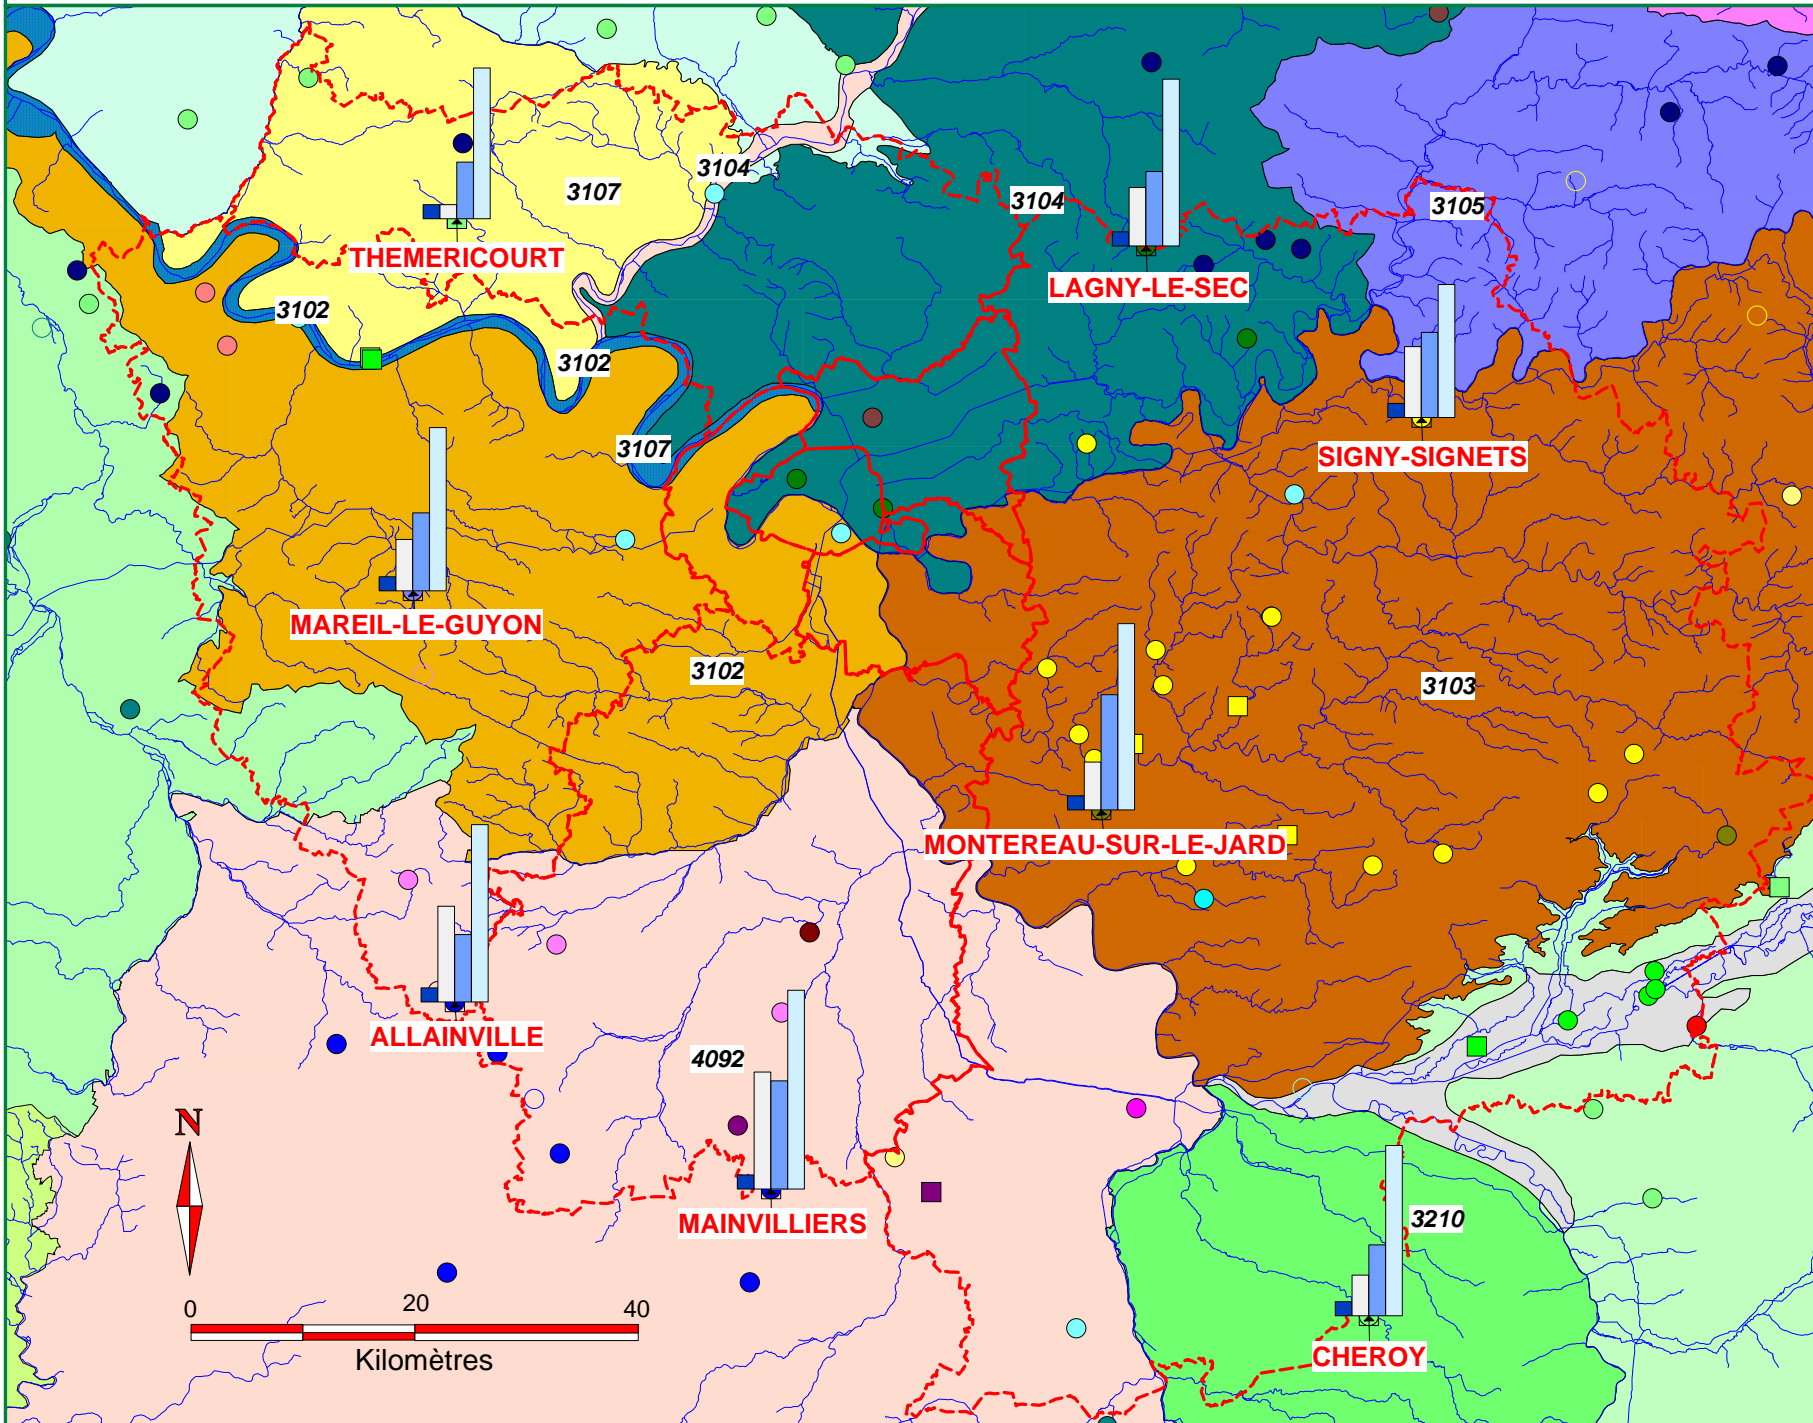 3104
3107
3104
3105
THEMERICOURT
LAGNY-LE-SEC
3102
3102
3107
SIGNY-SIGNETS
MAREIL-LE-GUYON
3102
3103
MONTEREAU-SUR-LE-JARD
ALLAINVILLE
4092
N
MAINVILLIERS
3210
0 20 40
Kilomètres
CHEROY